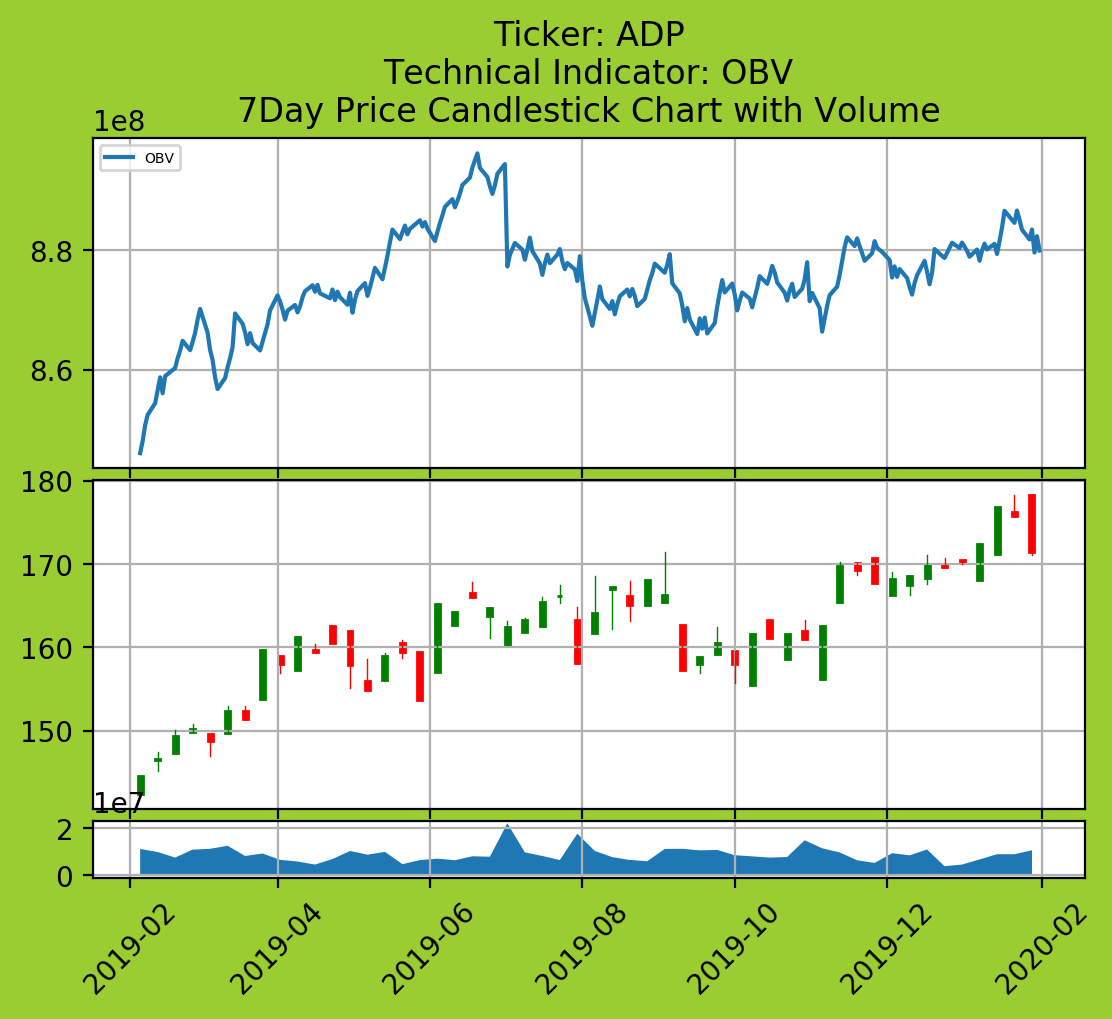 Ticker: ADP
Technical Indicator: OBV
7Day Price Candlestick Chart with Volume
1e8
OBV
8.8
8.6
180
170
160
150
1e7
2
0
2019-02
2019-04
2019-06
2019-08
2019-10
2019-12
2020-02